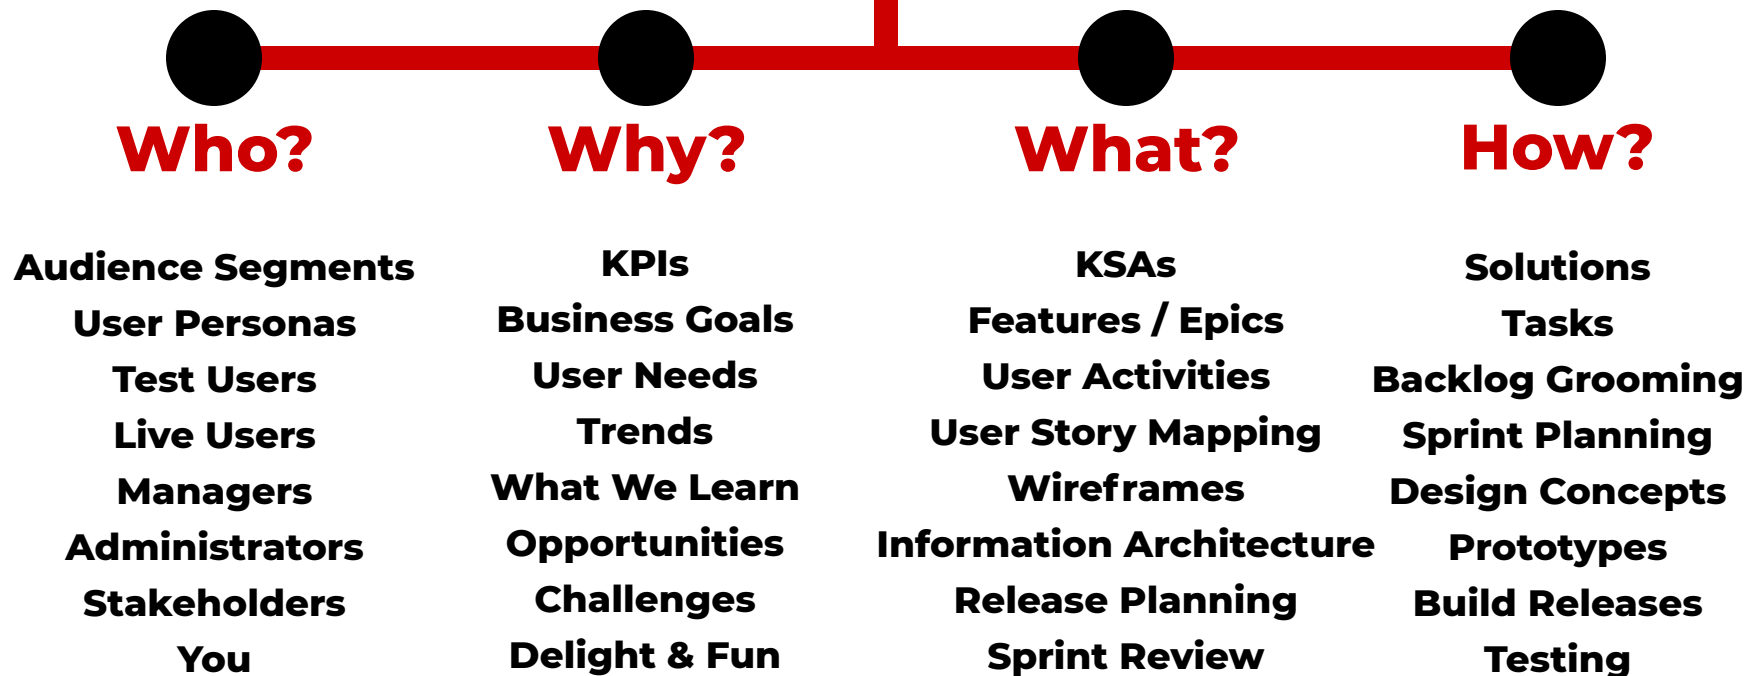 Who?
Audience Segments
User Personas
Test Users
Live Users
Managers
Administrators
Stakeholders
You
Why?
KPIs
Business Goals
User Needs
Trends
What We Learn
Opportunities
Challenges
Delight & Fun
What?
KSAs
Features / Epics
User Activities
User Story Mapping
Wireframes
Information Architecture
Release Planning
Sprint Review
How?
Solutions
Tasks
Backlog Grooming
Sprint Planning
Design Concepts
Prototypes
Build Releases
Testing